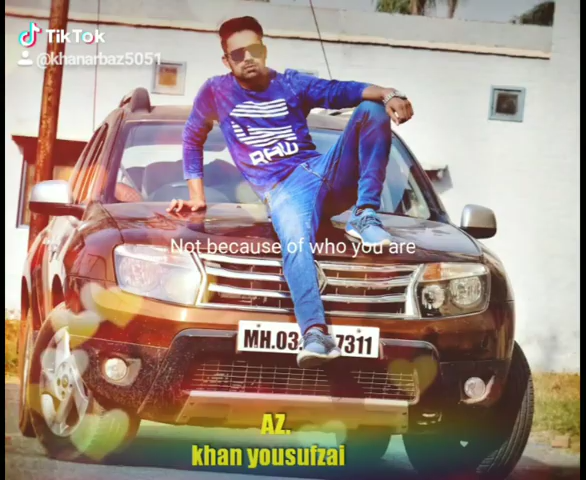 TikTok
@khanarbaz5051
RAW
Not because of who you are
MH.03 7311
AZ.
khan yousufzai